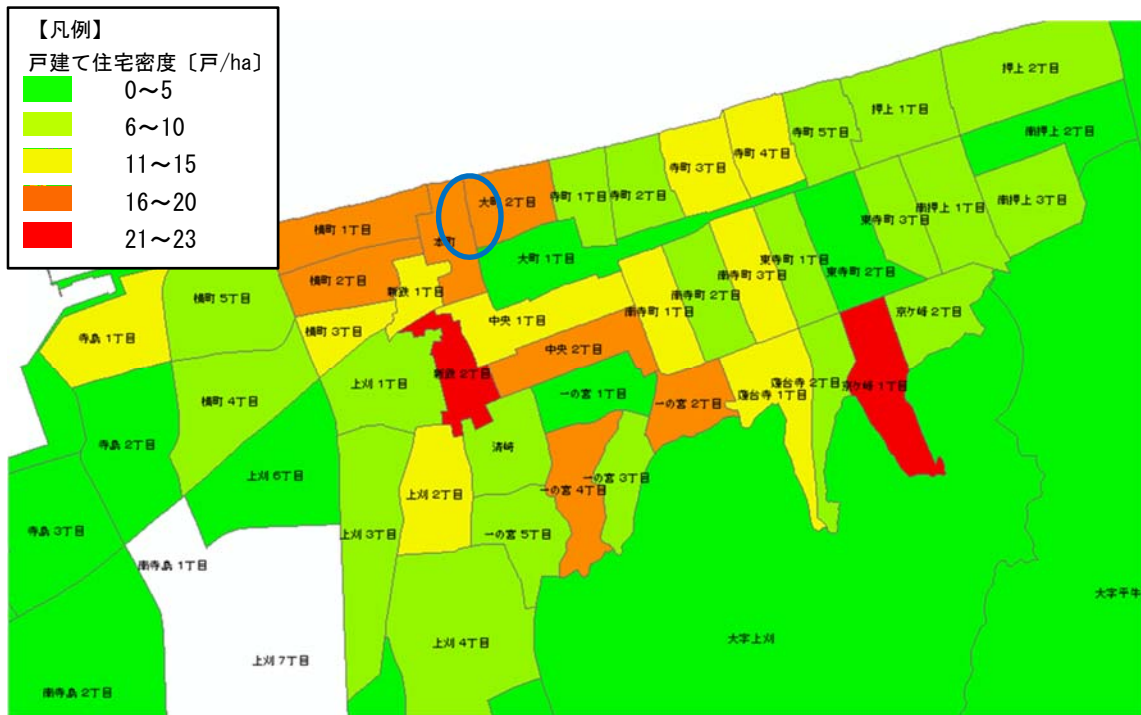 【凡例】
戸建て住宅密度〔戸/ha〕
0～5
6～10
11～15
16～20
21～23
押上 2丁目
押上 1丁目
南押上 2丁目
寺町 5丁目
寺町 4丁目
寺町 3丁目
寺町 2丁目
寺町 1丁目
大町 2丁目
横町 1丁目
本町
大町 1丁目
南押上 3丁目
南押上 1丁目
東寺町 3丁目
東寺町 1丁目
東寺町 2丁目
南寺町 3丁目
南寺町 2丁目
南寺町 1丁目
横町 2丁目
新鉄 1丁目
横町 5丁目
中央 1丁目
京ケ峰 2丁目
寺島 1丁目
横町 3丁目
中央 2丁目
上刈 1丁目
新鉄 2丁目
京ケ峰 1丁目
蓮台寺 2丁目
蓮台寺 1丁目
横町 4丁目
一の宮 1丁目
一の宮 2丁目
寺島 2丁目
清崎
上刈 6丁目
一の宮 3丁目
一の宮 4丁目
上刈 2丁目
寺島 3丁目
上刈 3丁目
一の宮 5丁目
南寺島 1丁目
大字平牛
大字上刈
上刈 4丁目
上刈 7丁目
南寺島 2丁目